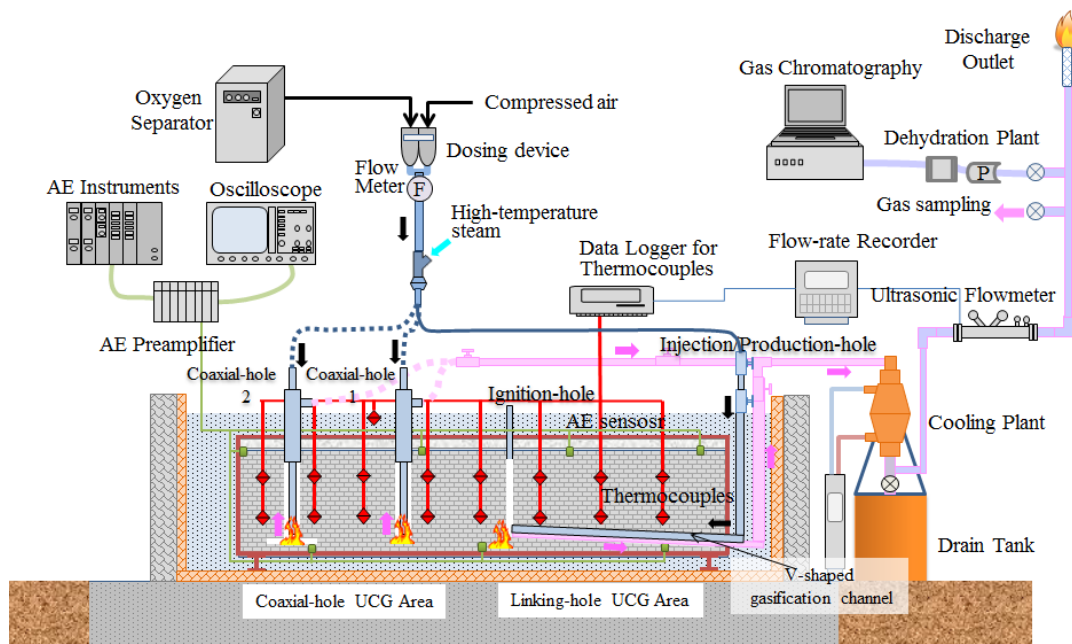 Discharge
Outlet
Gas Chromatography
Oxygen
Separator
Compressed air
Dosing device
Dehydration Plant
P
Flow
Meter
F
AE Instruments
Oscilloscope
High-temperature
steam
Gas sampling
Data Logger for
Thermocouples
Flow-rate Recorder
Ultrasonic Flowmeter
AE Preamplifier
Injection/Production-hole
Coaxial-hole
2
Coaxial-hole
1
Ignition-hole
AE sensosr
Cooling Plant
Thermocouples
Drain Tank
V-shaped
gasification channel
Coaxial-hole UCG Area
Linking-hole UCG Area